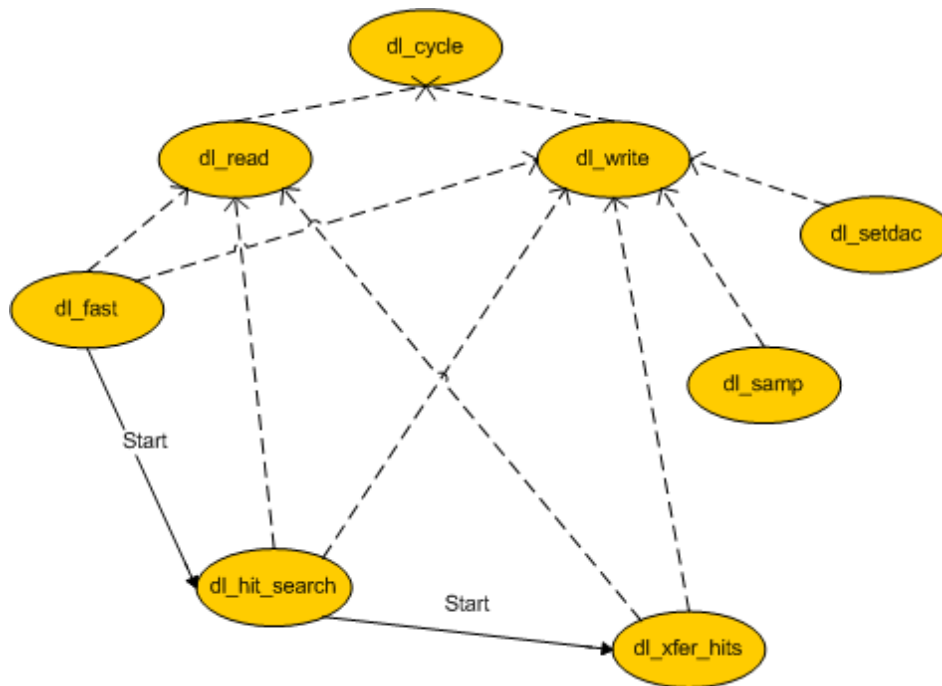 dl_cycle
dl_read
dl_write
dl_setdac
dl_fast
dl_samp
Start
dl_hit_search
Start
dl_xfer_hits